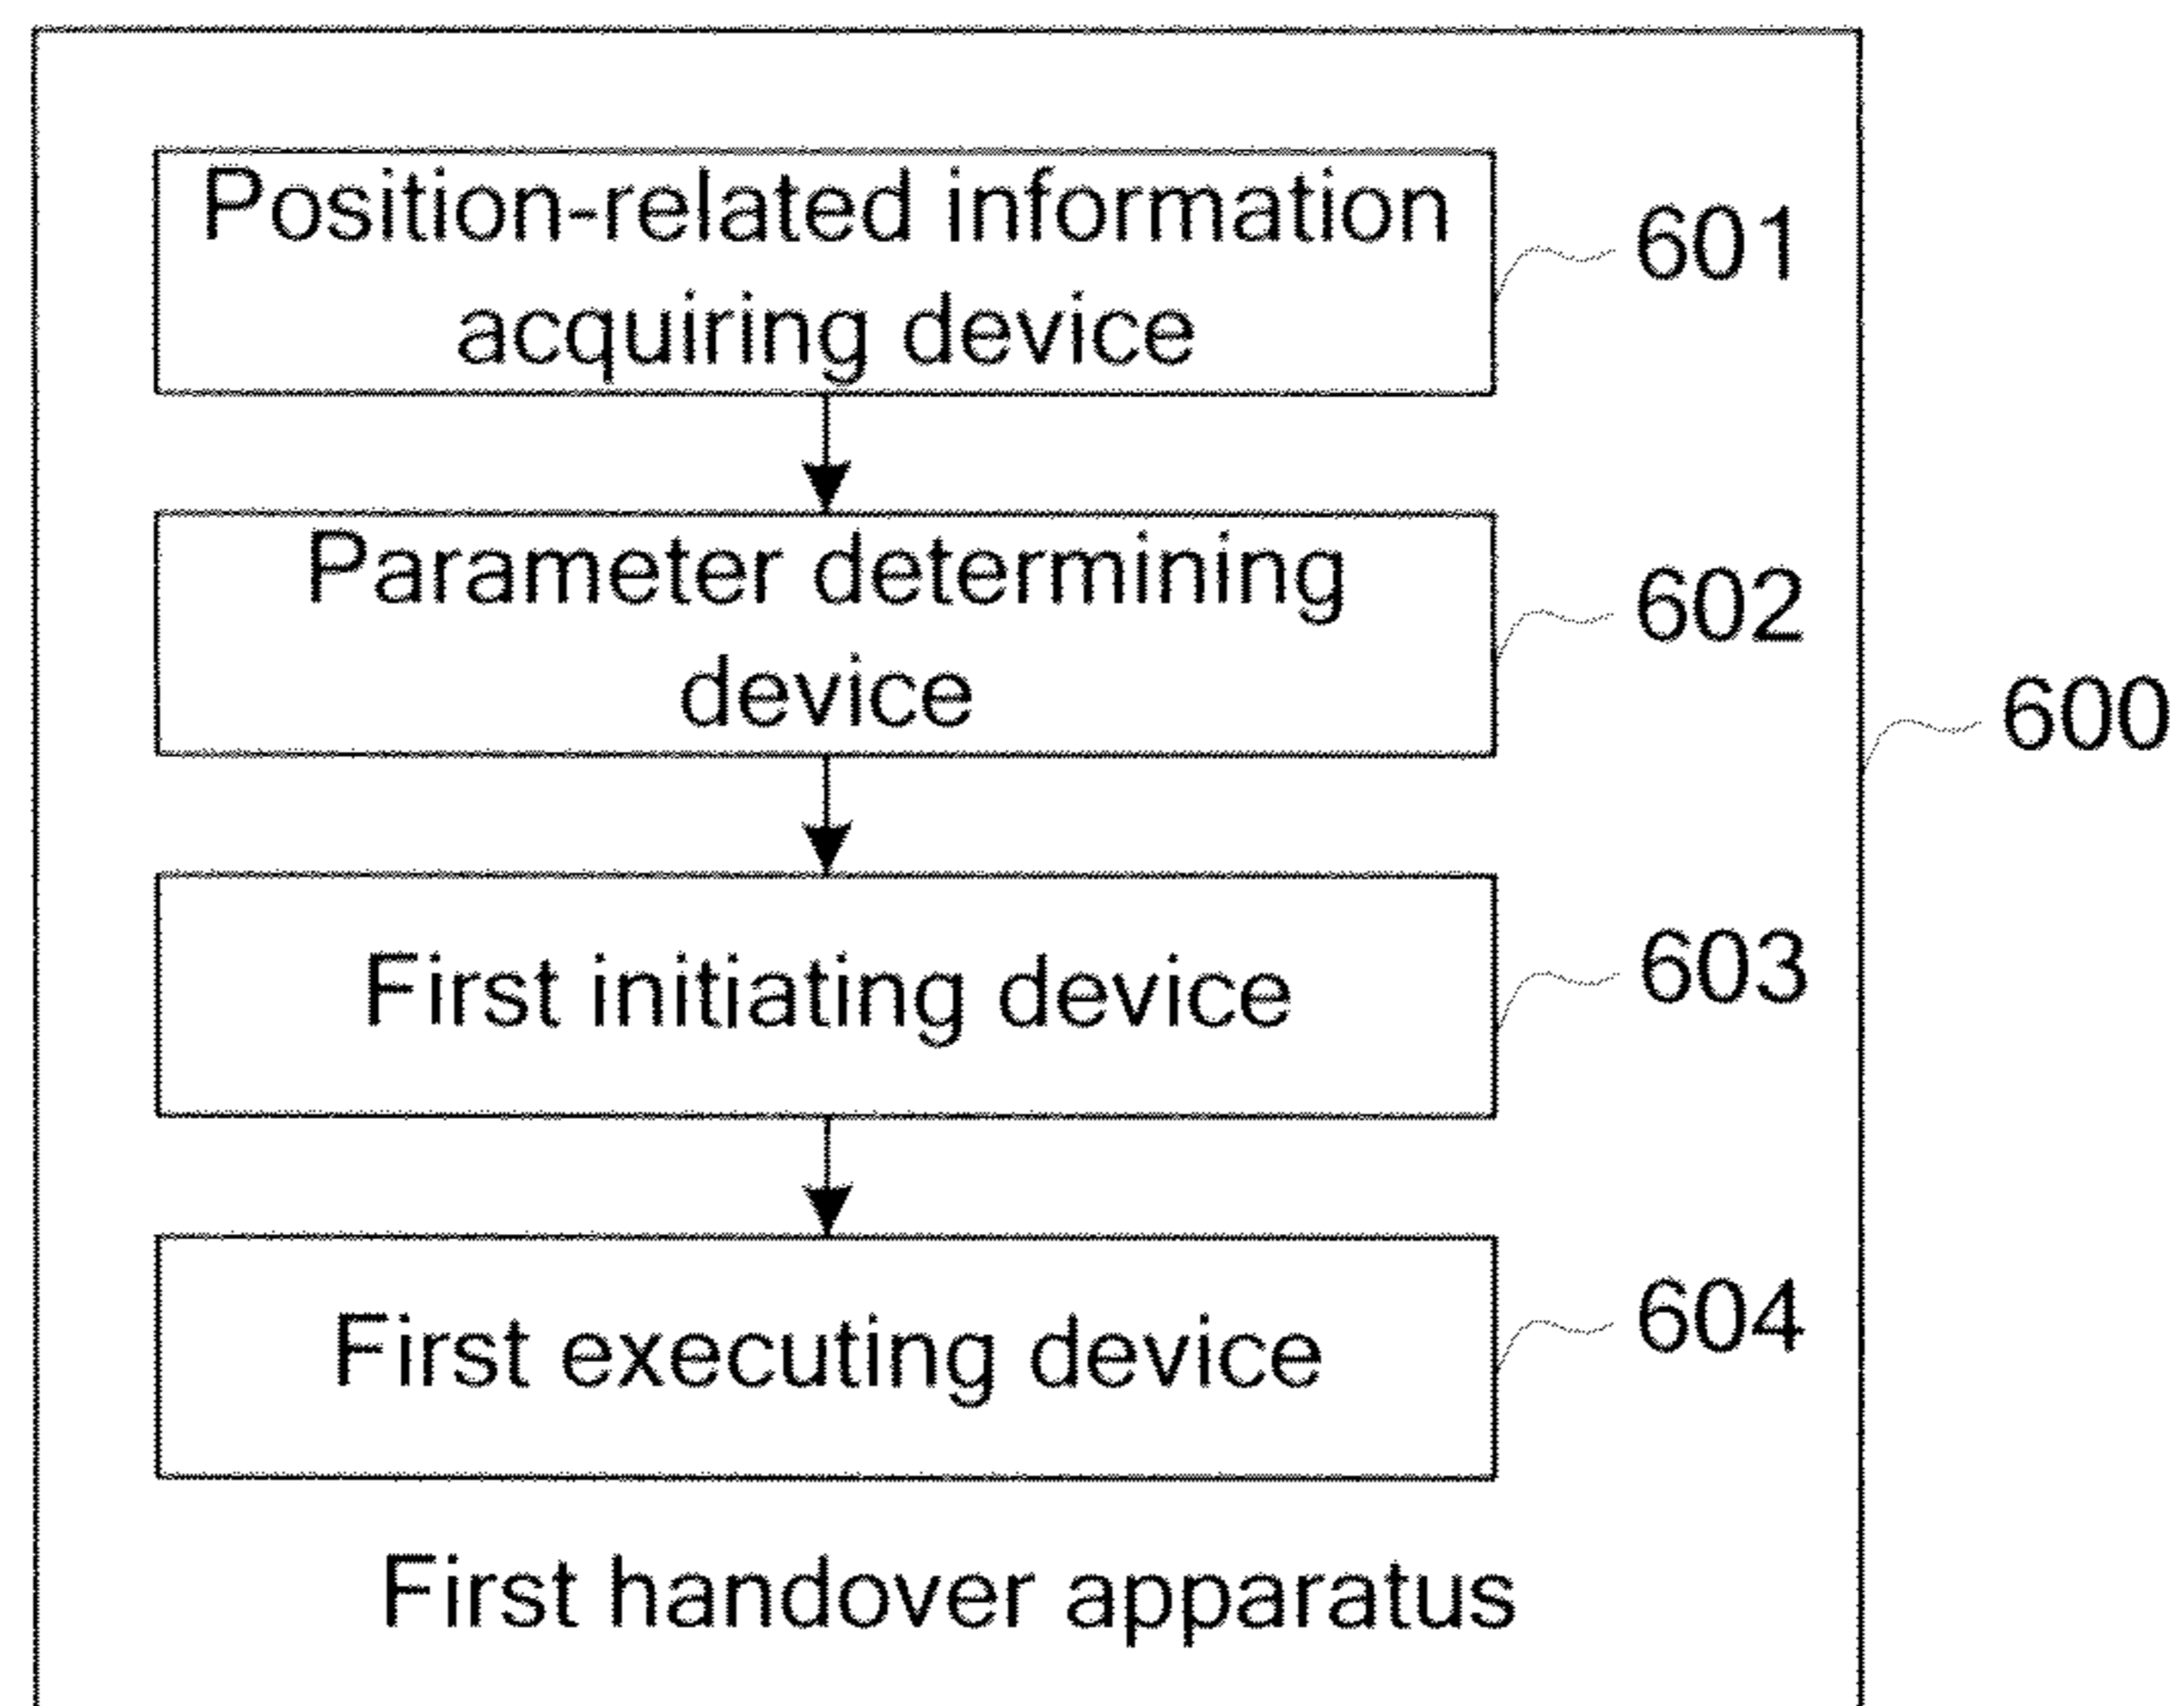 Position-related information
acquiring device
601
Parameter determining
device
602
600
First initiating device
603
First executing device
604
First handover apparatus